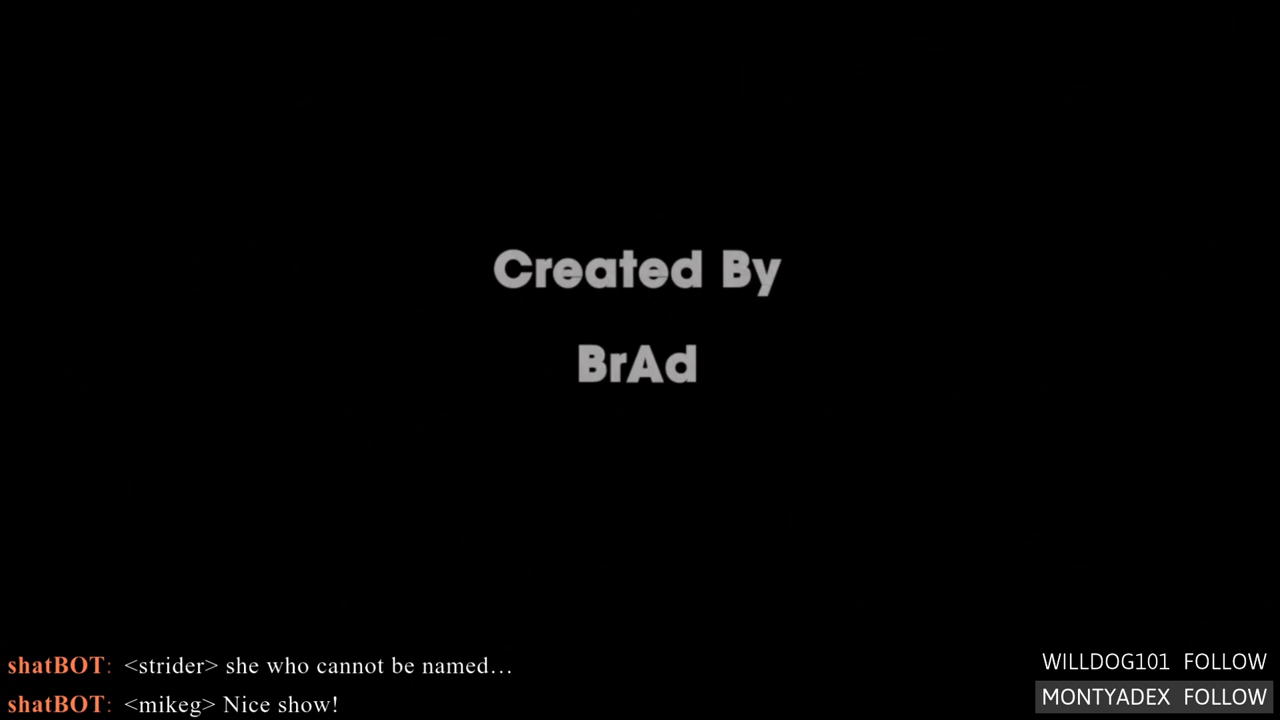 Created By
BrAd
shatBOT: <strider> she who cannot be named...
shatBOT: <mikeg> Nice show!
WILLDOG101 FOLLOW
MONTYADEX FOLLOW